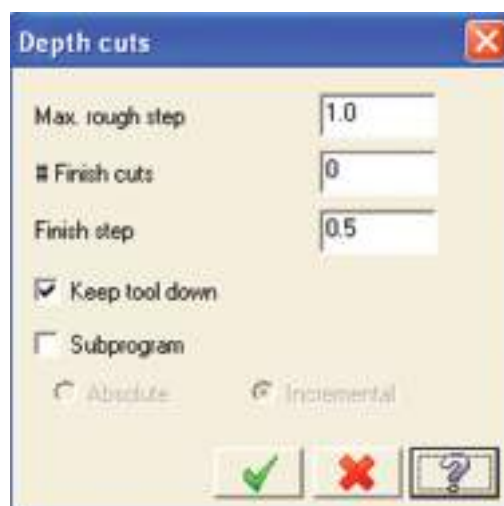 Depth cuts
Max. rough step 1.0
# Finish cuts 0
Finish step 0.5
Keep tool down
Subprogram
Absolute Incremental